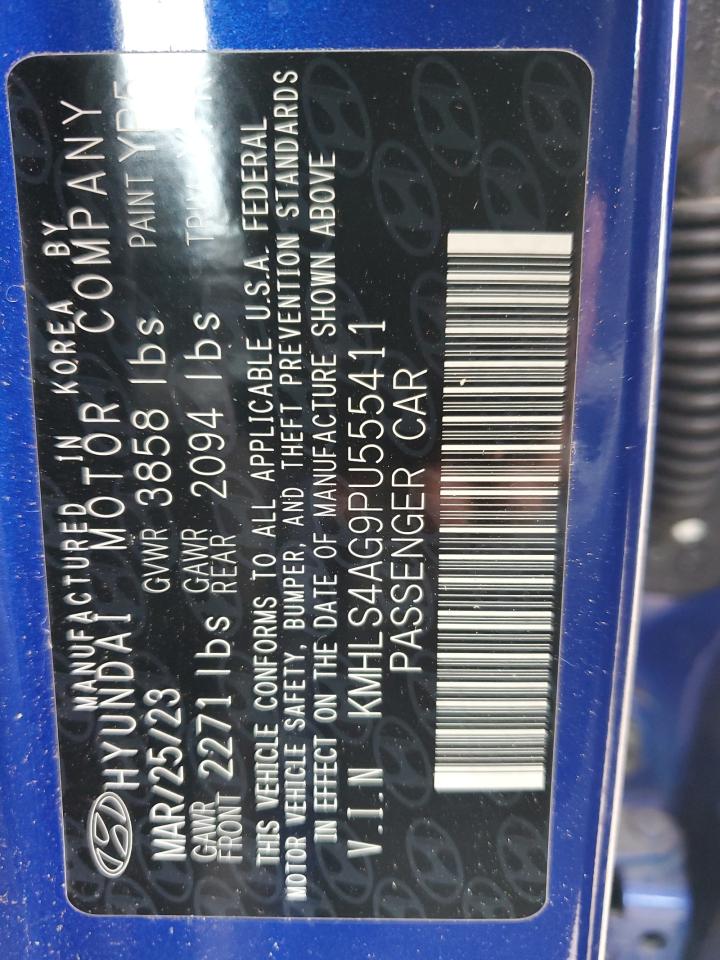 MANUFACTURED IN KOREA BY
HYUNDAI MOTOR COMPANY
MAR/25/23 GVWR 3858 lbs PAINT
GAWR FRONT 2271 lbs GAWR REAR 2094 lbs
THIS VEHICLE CONFORMS TO ALL APPLICABLE U.S.A. FEDERAL
MOTOR VEHICLE SAFETY, BUMPER, AND THEFT PREVENTION STANDARDS
IN EFFECT ON THE DATE OF MANUFACTURE SHOWN ABOVE
V.I.N KMHLS4AG9PU555411
PASSENGER CAR